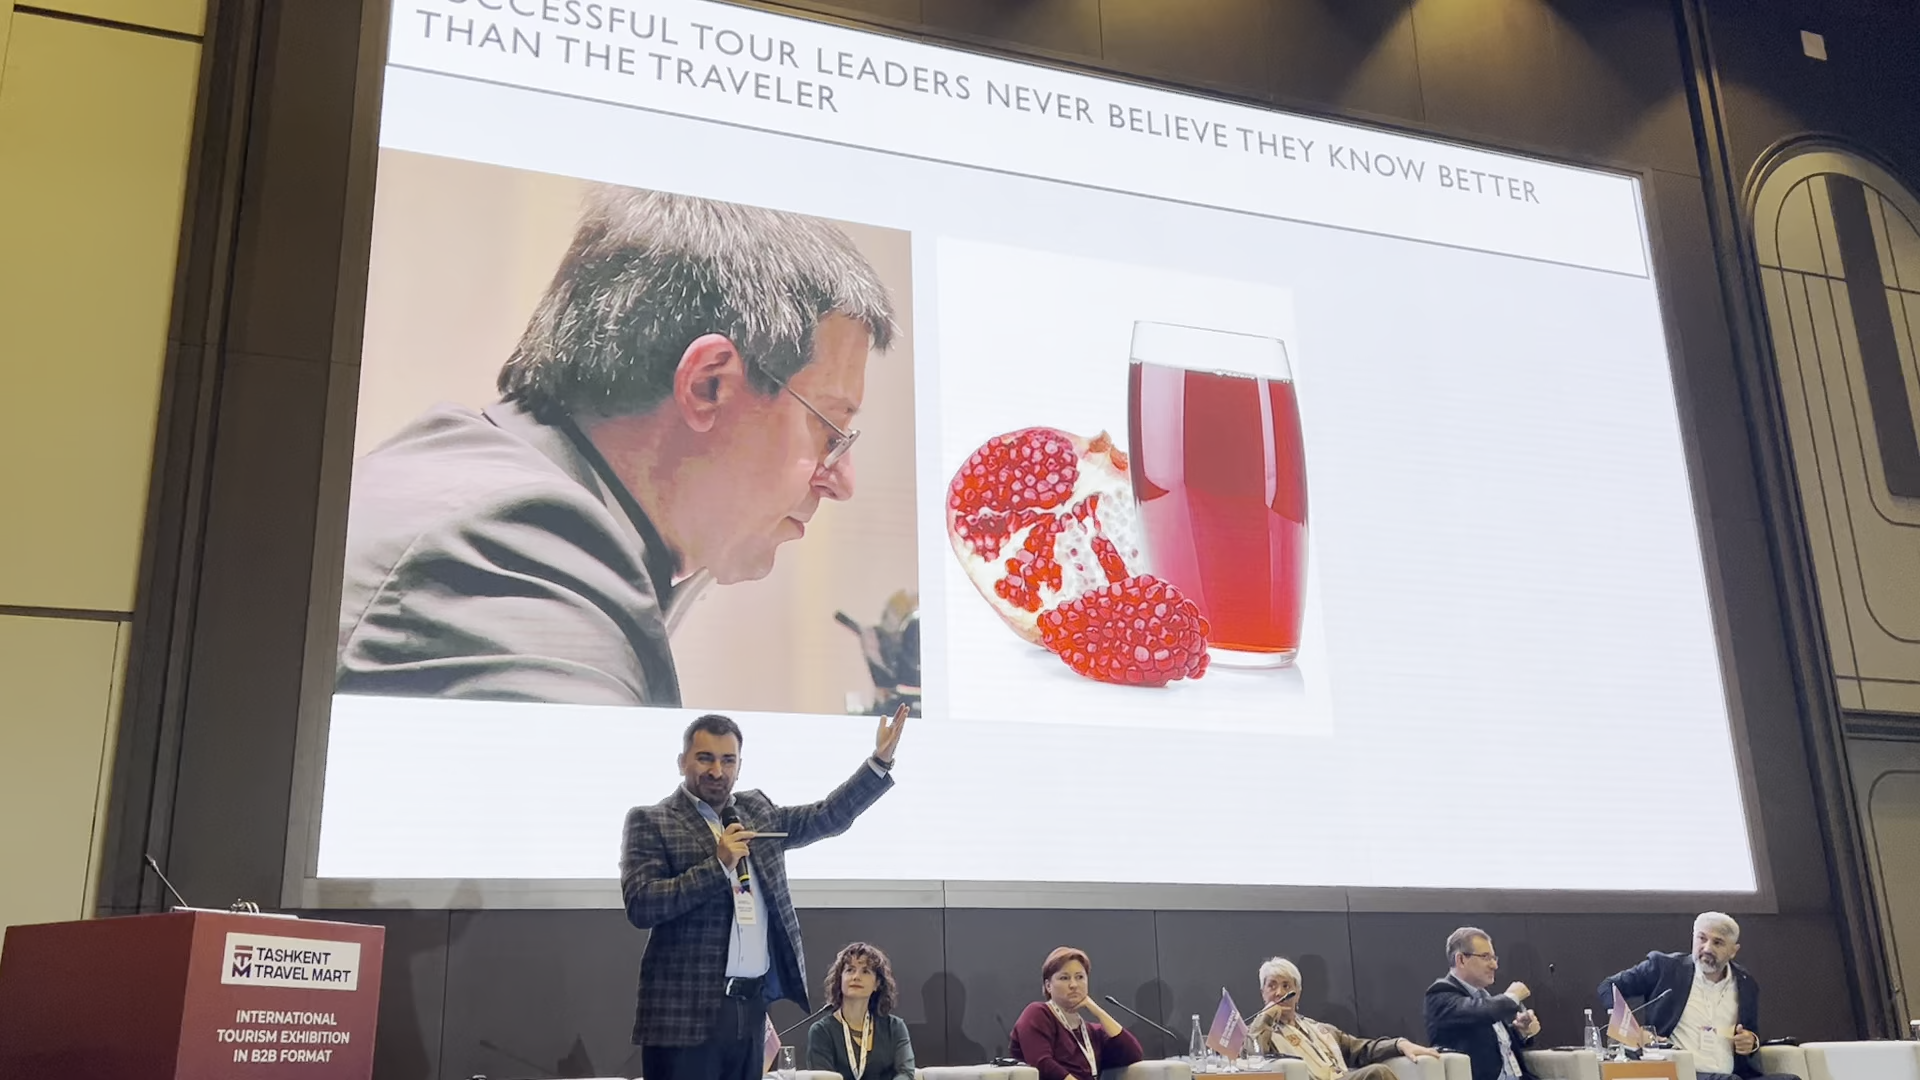 SUCCESSFUL TOUR LEADERS NEVER BELIEVE THEY KNOW BETTER
THAN THE TRAVELER
TASHKENT
TRAVEL MART
INTERNATIONAL
TOURISM EXHIBITION
IN B2B FORMAT